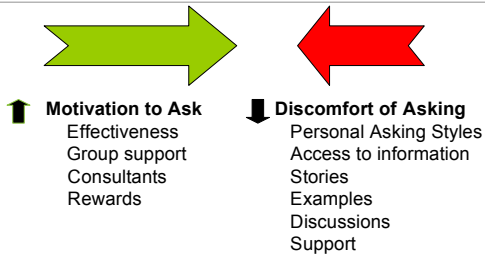 Motivation to Ask
Effectiveness
Group support
Consultants
Rewards
Discomfort of Asking
Personal Asking Styles
Access to information
Stories
Examples
Discussions
Support